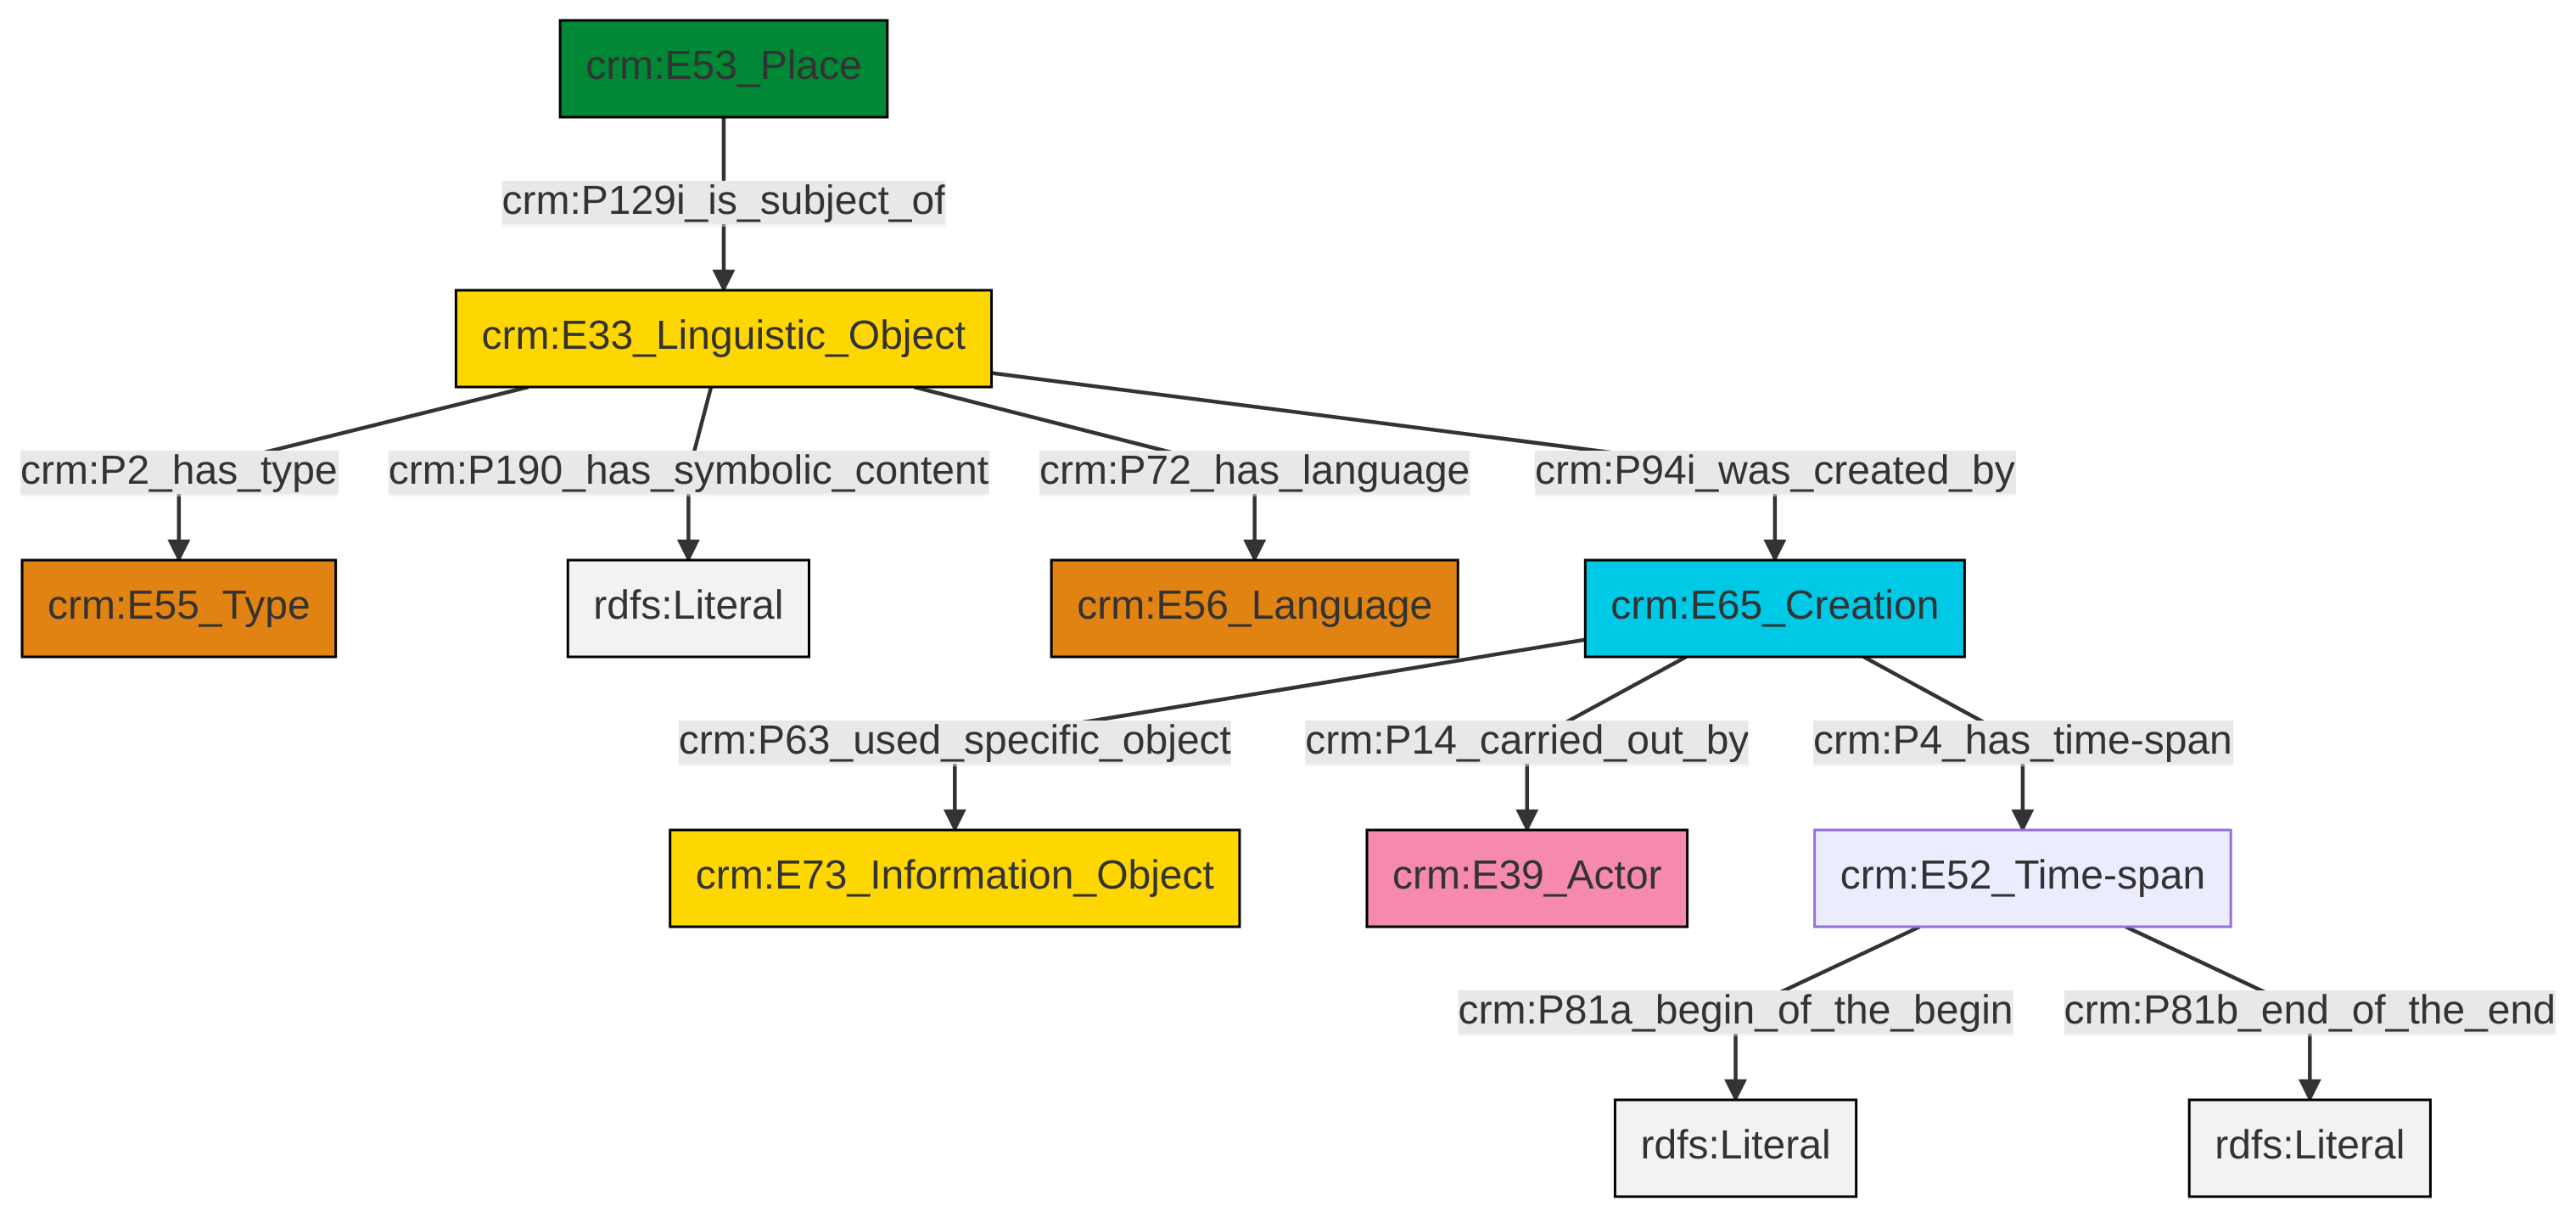 crm:E53_Place
crm:P129i_is_subject_of
crm:E33_Linguistic_Object
crm:P2_has_type
crm:P190_has_symbolic_content
crm:P72_has_language
crm:P94i_was_created_by
crm:E55_Type
rdfs:Literal
crm:E56_Language
crm:E65_Creation
crm:P63_used_specific_object
crm:P14_carried_out_by
crm:P4_has_time-span
crm:E73_Information_Object
crm:E39_Actor
crm:E52_Time-span
crm:P81a_begin_of_the_begin
crm:P81b_end_of_the_end
rdfs:Literal
rdfs:Literal